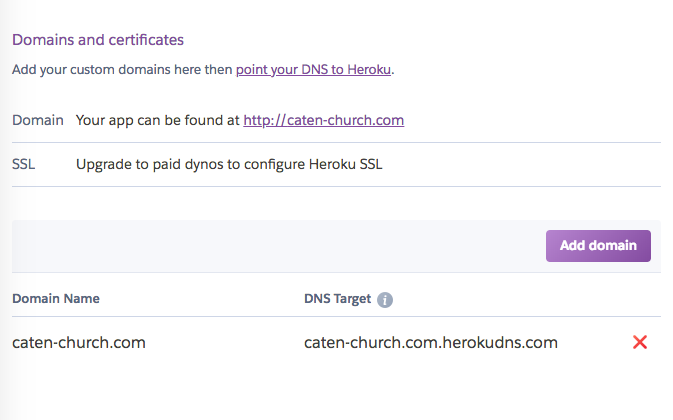 Domains and certificates
Add your custom domains here then point your DNS to Heroku.
Domain Your app can be found at http://caten-church.com
SSL Upgrade to paid dynos to configure Heroku SSL
Add domain
Domain Name DNS Target i
caten-church.com caten-church.com.herokudns.com